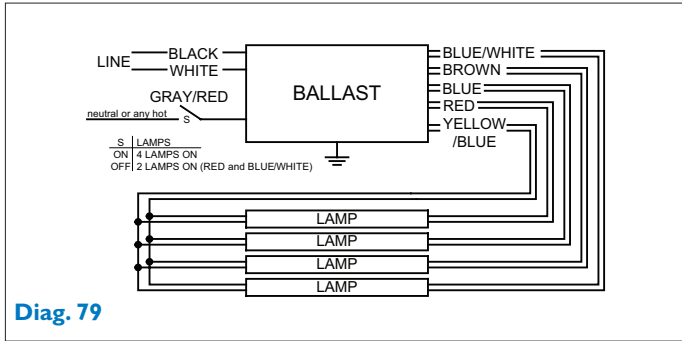 LINE
BLACK
WHITE
GRAY/RED
neutral or any hot
S
S LAMPS
ON 4 LAMPS ON
OFF 2 LAMPS ON (RED and BLUE/WHITE)
BALLAST
BLUE/WHITE
BROWN
BLUE
RED
YELLOW
/BLUE
LAMP
LAMP
LAMP
LAMP
Diag. 79